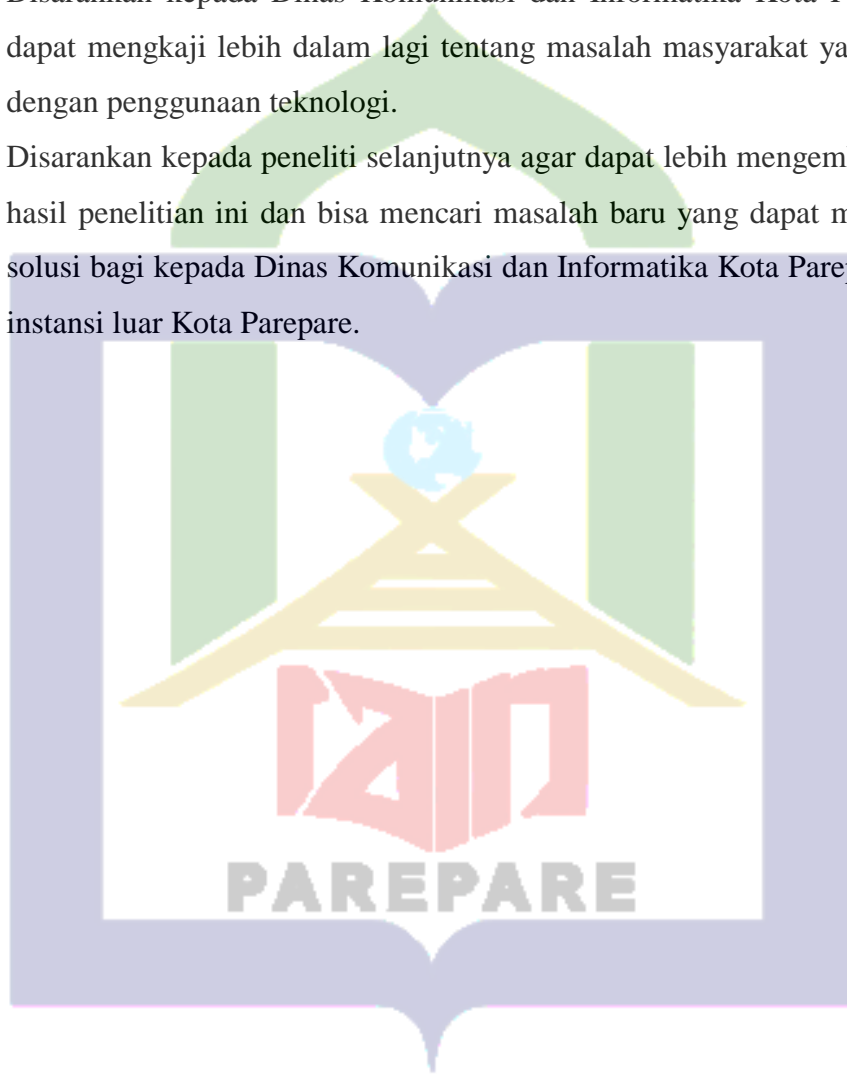 Disarankan kepada Dinas Komunikasi dan Informatika Kota
dapat mengkaji lebih dalam lagi tentang masalah masyarakat
dengan penggunaan teknologi.
Disarankan kepada peneliti selanjutnya agar dapat lebih
hasil penelitian ini dan bisa mencari masalah baru yang dapat
solusi bagi kepada Dinas Komunikasi dan Informatika Kota
instansi luar Kota Parepare.
iain
PAREPARE